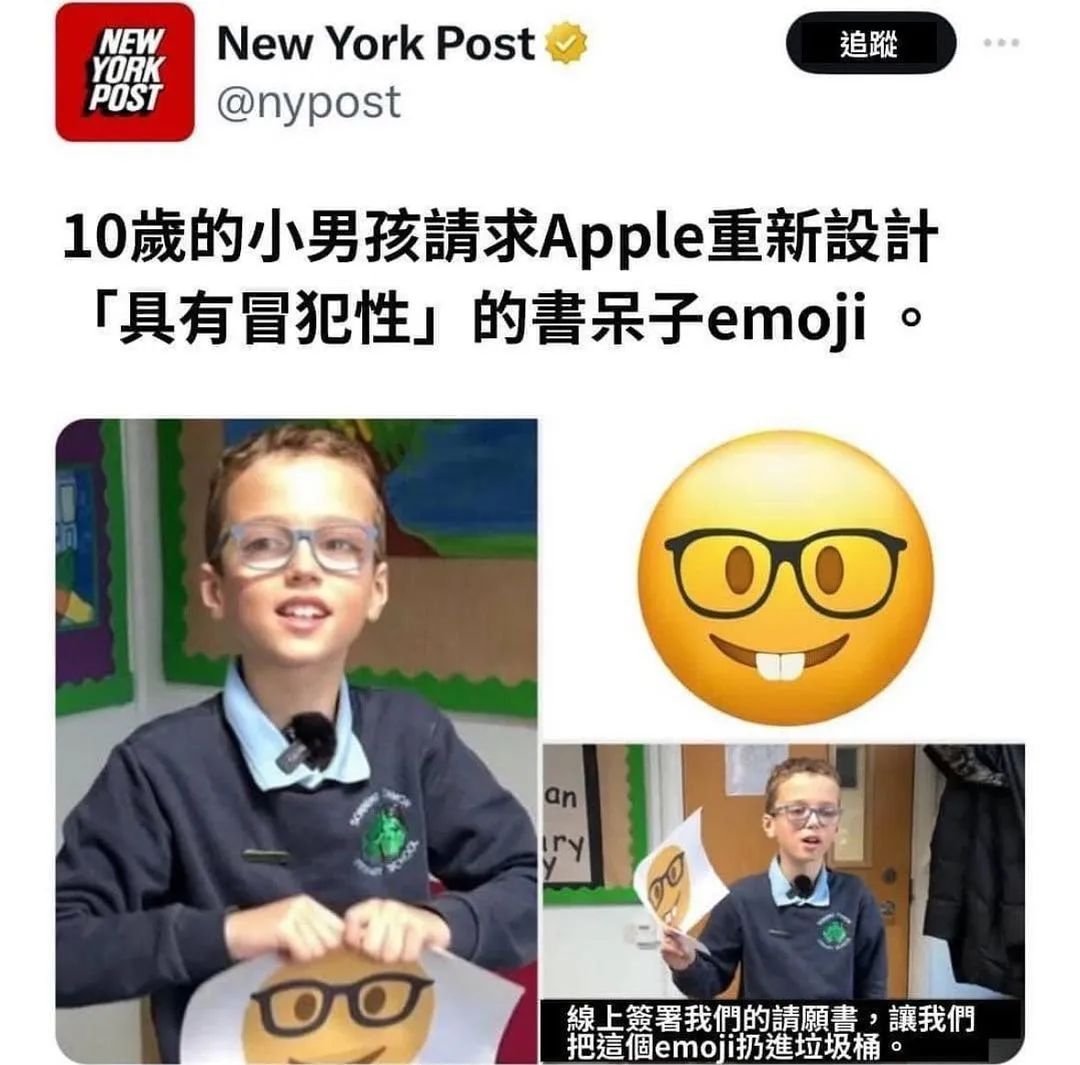 NEW
YORK
POST
New York Post
@nypost
追蹤
10歲的小男孩請求Apple重新設計
「具有冒犯性」的書呆子emoji 。
PRIMARY SCHOOL
an
ary
y
線上簽署我們的請願書，讓我們
把這個emoji扔進垃圾桶。